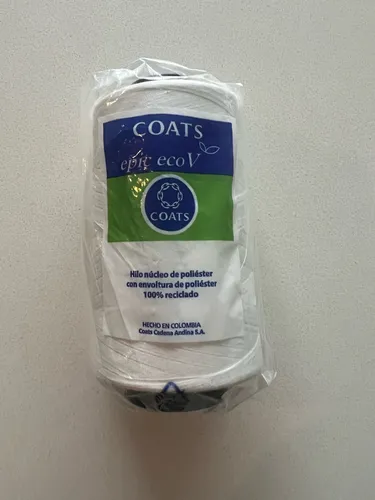 COATS
epic ecoV
COATS
Hilo núcleo de poliéster
con envoltura de poliéster
100% reciclado
HECHO EN COLOMBIA
Coats Cadena Andina S.A.